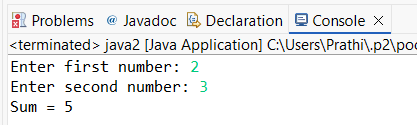 Problems @ Javadoc Declaration Console
<terminated> java2 [Java Application] C:\Users\Prathi\.p2\poo
Enter first number: 2
Enter second number: 3
Sum = 5